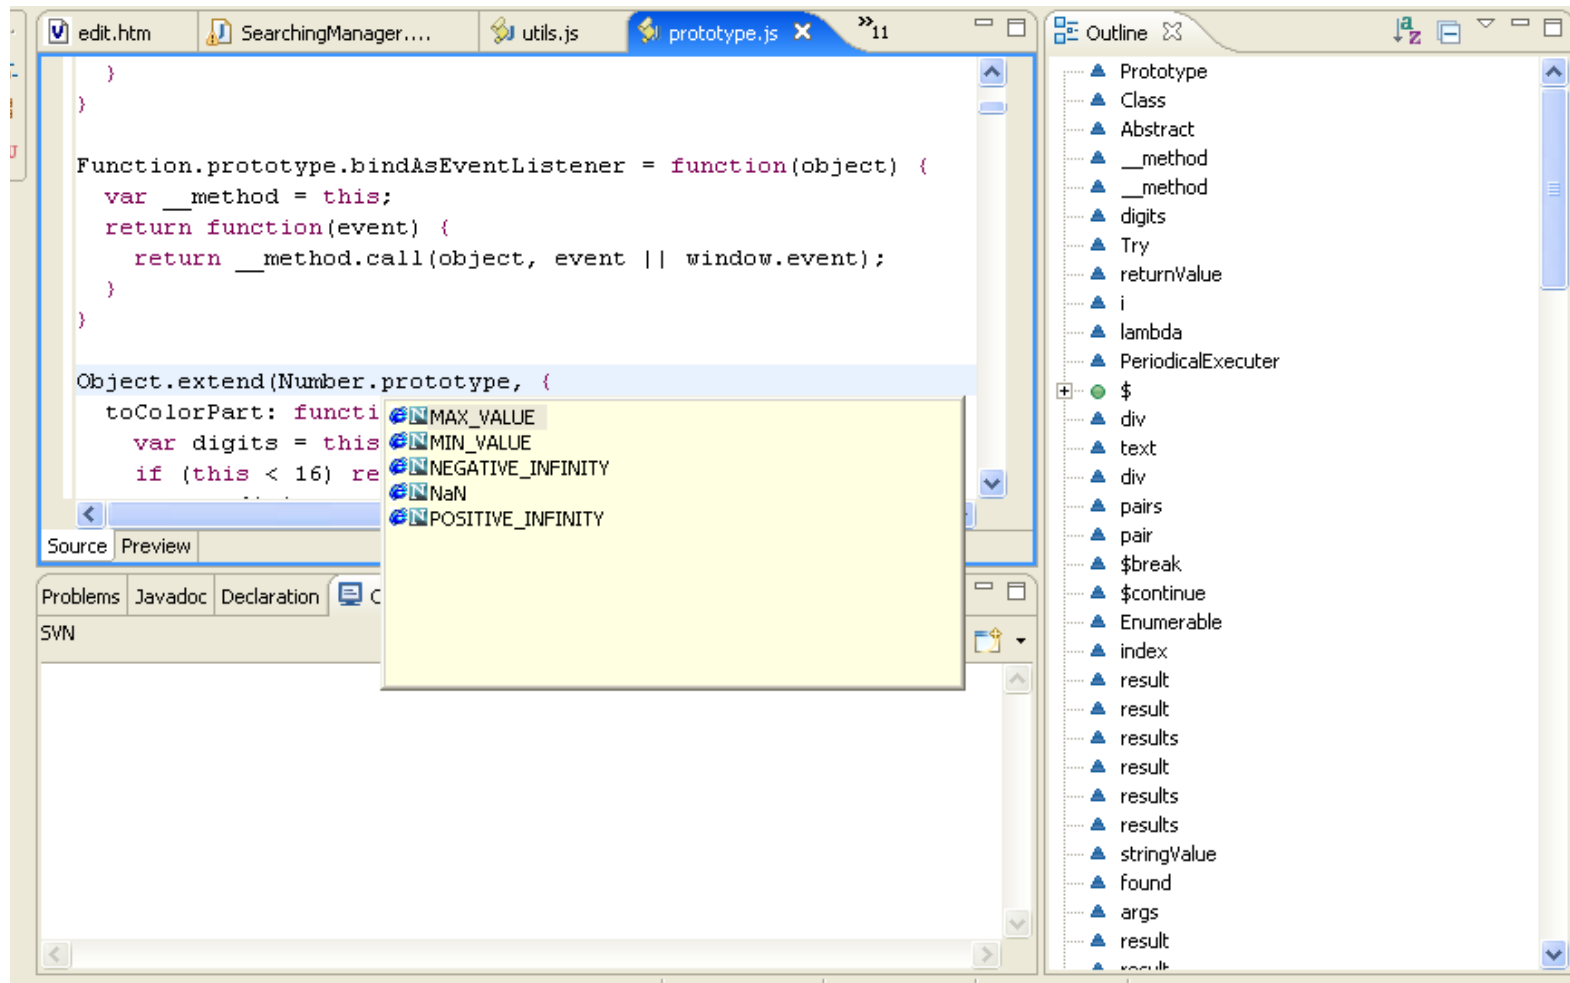 edit.htm SearchingManager.... utils.js prototype.js »11
}
}
Function.prototype.bindAsEventListener = function(object) {
var __method = this;
return function(event) {
return __method.call(object, event || window.event);
}
}
Object.extend(Number.prototype, {
toColorPart: functi
var digits = this
if (this < 16) re
MAX_VALUE
MIN_VALUE
NEGATIVE_INFINITY
NaN
POSITIVE_INFINITY
Source Preview
Problems Javadoc Declaration C
SVN
Outline
Prototype
Class
Abstract
__method
__method
digits
Try
returnValue
i
lambda
PeriodicalExecuter
$
div
text
div
pairs
pair
$break
$continue
Enumerable
index
result
result
results
result
results
results
stringValue
found
args
result
result